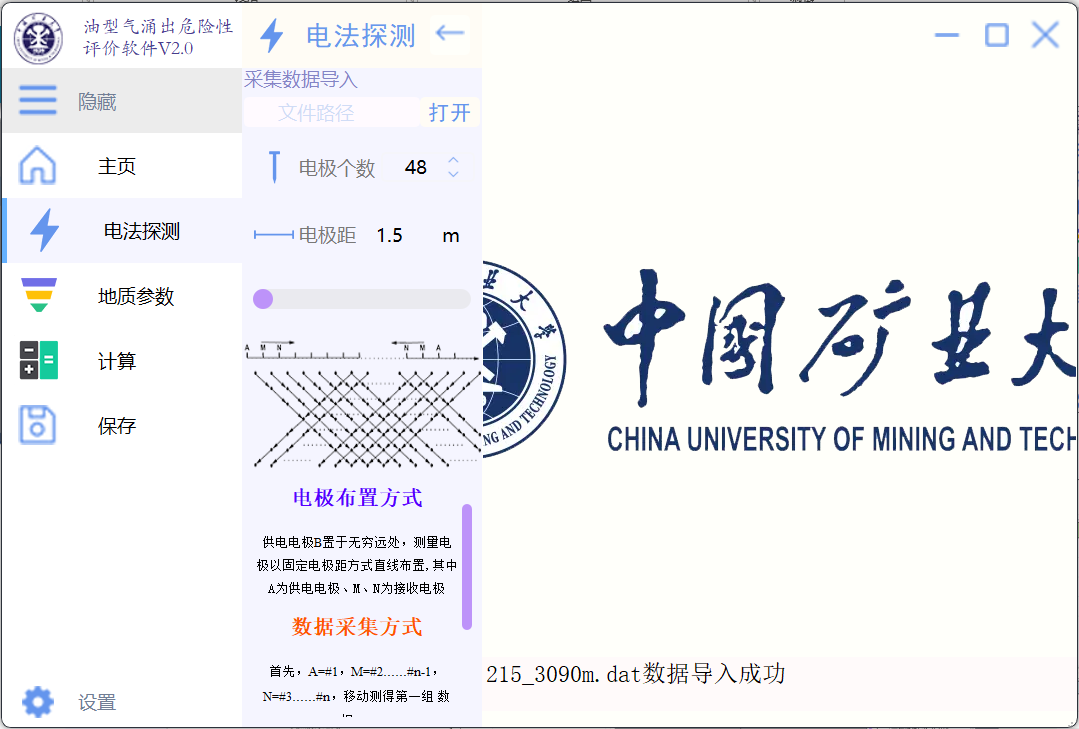 油型气涌出危险性
评价软件V2.0
隐藏
主页
电法探测
地质参数
计算
保存
设置
电法探测
采集数据导入
文件路径 打开
电极个数 48
电极距 1.5 m
A M N
N M A
电极布置方式
供电电极B置于无穷远处，测量电
极以固定电极距方式直线布置,其中
A为供电电极、M、N为接收电极
数据采集方式
首先，A=#1，M=#2……#n-1，
N=#3……#n，移动测得第一组 数
业大学
NG AND TECHNOLOGY
中国矿业大
CHINA UNIVERSITY OF MINING AND TECH
215_3090m.dat数据导入成功